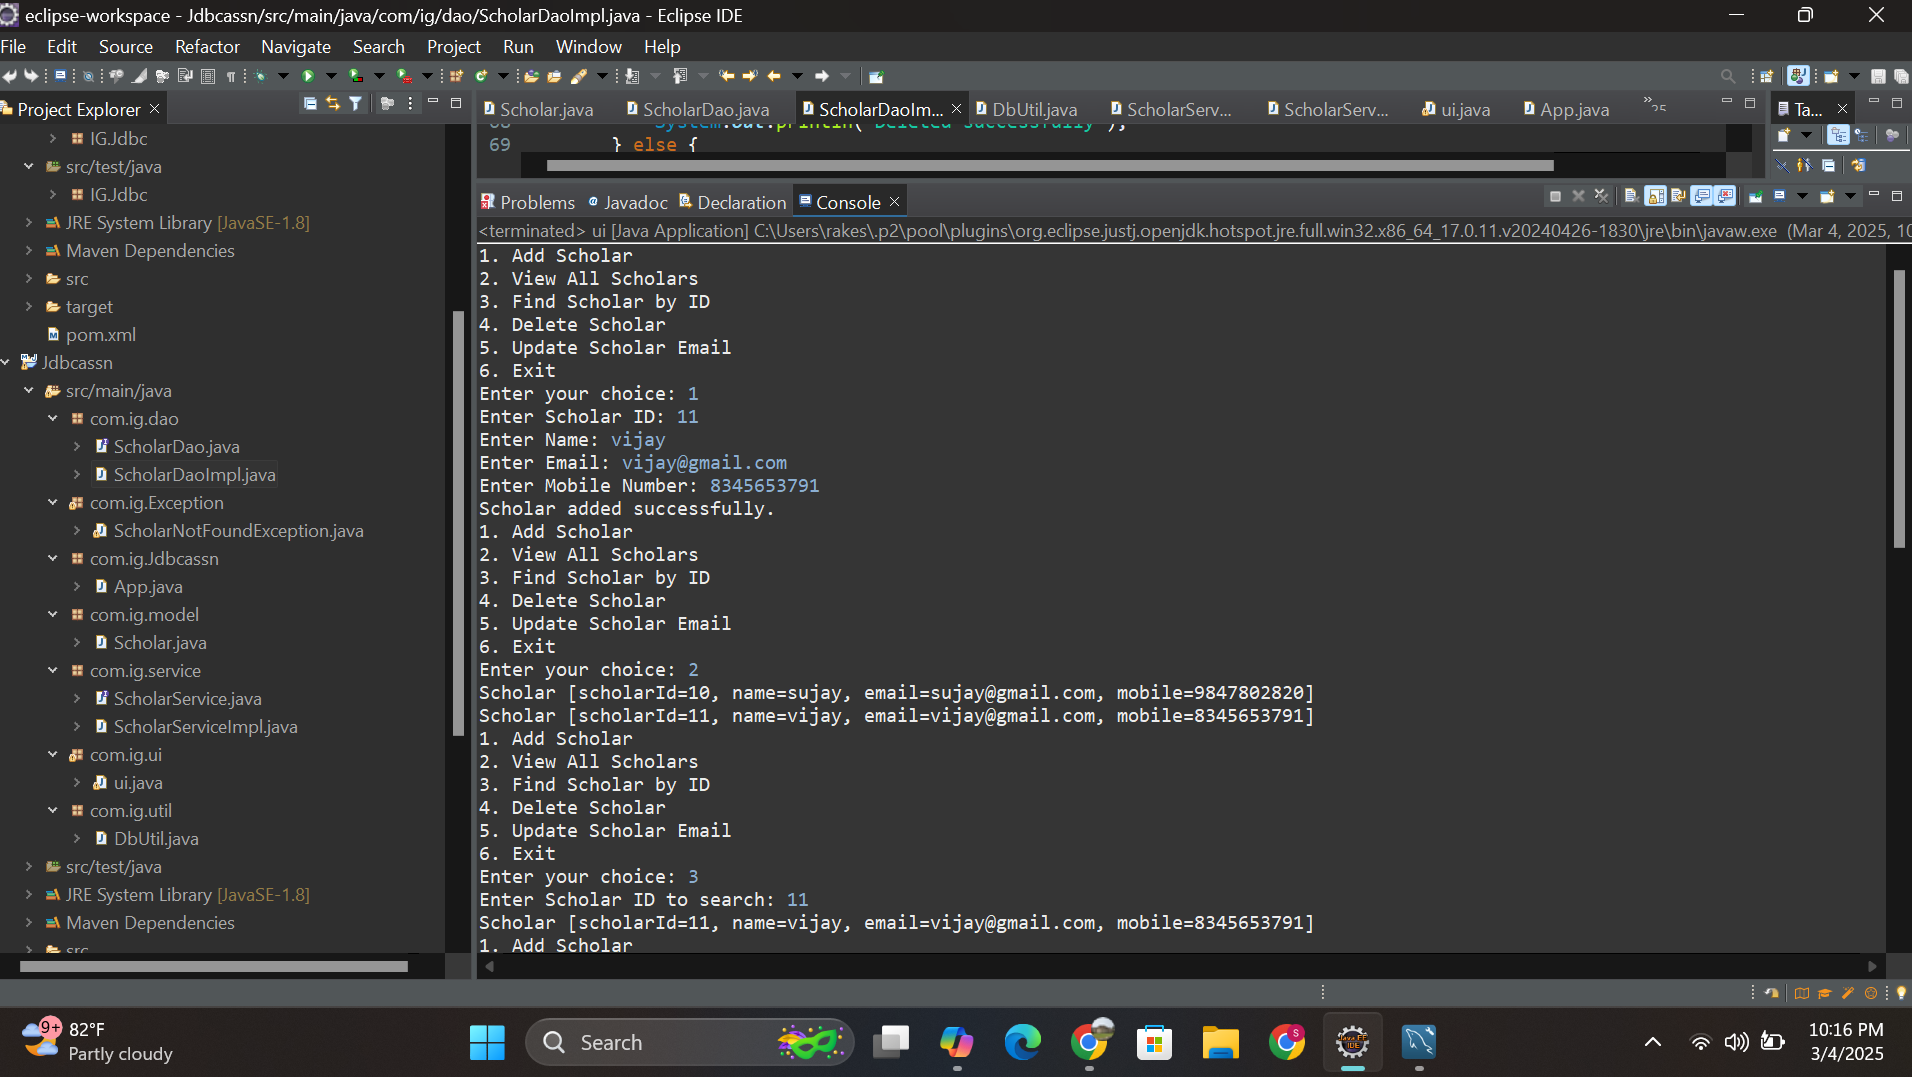 eclipse-workspace - Jdbcassn/src/main/java/com/ig/dao/ScholarDaoImpl.java - Eclipse IDE
File Edit Source Refactor Navigate Search Project Run Window Help
Project Explorer
IGJdbc
src/test/java
IGJdbc
JRE System Library [JavaSE-1.8]
Maven Dependencies
src
target
pom.xml
Jdbcassn
src/main/java
com.ig.dao
ScholarDao.java
ScholarDaoImpl.java
com.ig.Exception
ScholarNotFoundException.java
com.ig.Jdbcassn
App.java
com.ig.model
Scholar.java
com.ig.service
ScholarService.java
ScholarServiceImpl.java
com.ig.ui
ui.java
com.ig.util
DbUtil.java
src/test/java
JRE System Library [JavaSE-1.8]
Maven Dependencies
src
Scholar.java ScholarDao.java ScholarDaoIm... DbUtil.java ScholarServ... ScholarServ... ui.java App.java »25
68 System.out.println("Deleted successfully");
69 } else {
Ta...
Problems Javadoc Declaration Console
<terminated> ui [Java Application] C:\Users\rakes\.p2\pool\plugins\org.eclipse.justj.openjdk.hotspot.jre.full.win32.x86_64_17.0.11.v20240426-1830\jre\bin\javaw.exe (Mar 4, 2025, 10
1. Add Scholar
2. View All Scholars
3. Find Scholar by ID
4. Delete Scholar
5. Update Scholar Email
6. Exit
Enter your choice: 1
Enter Scholar ID: 11
Enter Name: vijay
Enter Email: vijay@gmail.com
Enter Mobile Number: 8345653791
Scholar added successfully.
1. Add Scholar
2. View All Scholars
3. Find Scholar by ID
4. Delete Scholar
5. Update Scholar Email
6. Exit
Enter your choice: 2
Scholar [scholarId=10, name=sujay, email=sujay@gmail.com, mobile=9847802820]
Scholar [scholarId=11, name=vijay, email=vijay@gmail.com, mobile=8345653791]
1. Add Scholar
2. View All Scholars
3. Find Scholar by ID
4. Delete Scholar
5. Update Scholar Email
6. Exit
Enter your choice: 3
Enter Scholar ID to search: 11
Scholar [scholarId=11, name=vijay, email=vijay@gmail.com, mobile=8345653791]
1. Add Scholar
9+
82°F
Partly cloudy
Search
S
Java EE
IDE
10:16 PM
3/4/2025